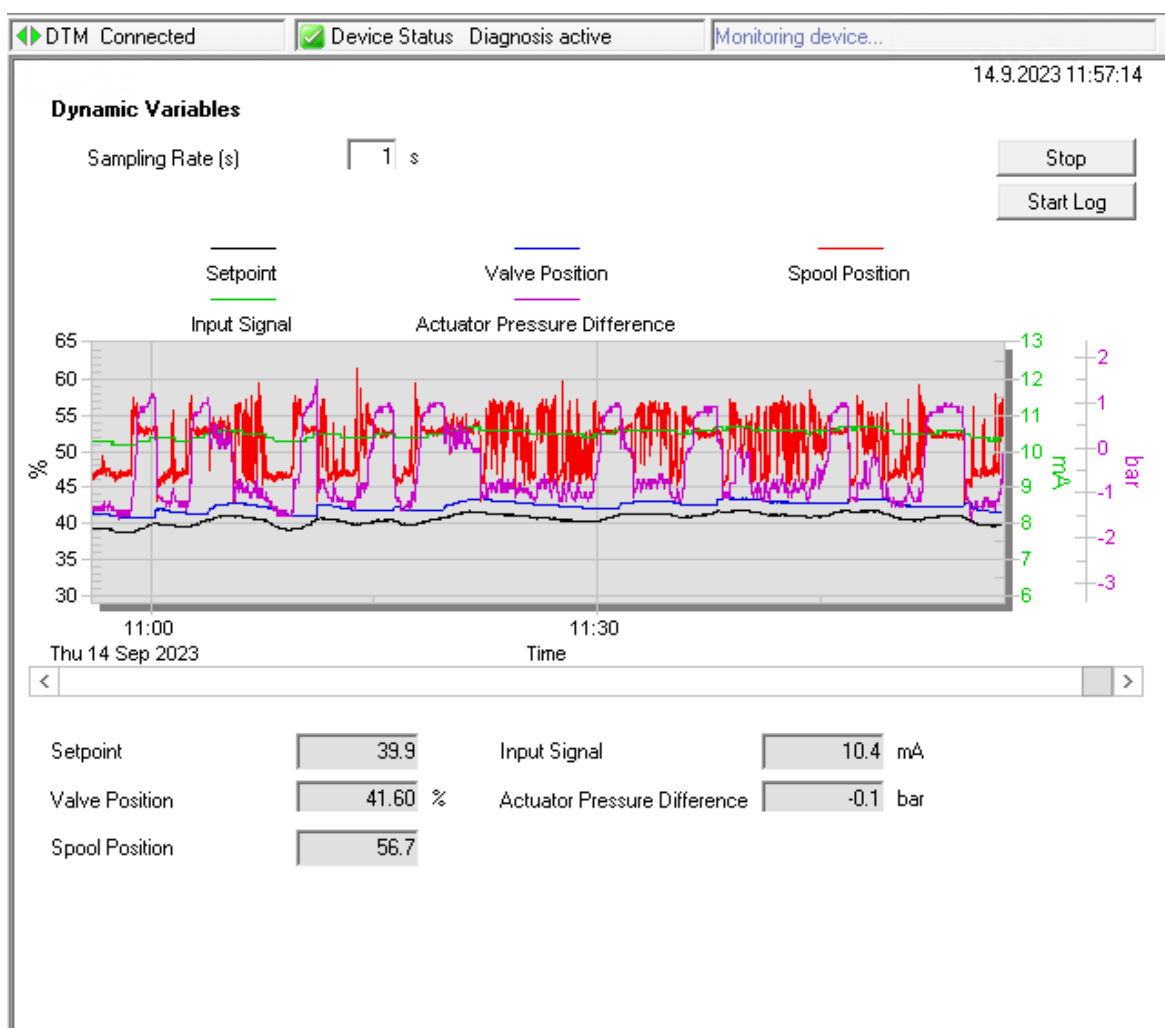 DTM Connected Device Status Diagnosis active Monitoring device...
14.9.2023 11:57:14
Dynamic Variables
Sampling Rate (s) 1 s
Stop
Start Log
Setpoint Valve Position Spool Position
Input Signal Actuator Pressure Difference
65 13
2
60 12
55 11 1
50 10 0
% mA bar
45 9 -1
40 8
-2
35 7
-3
30 6
11:00 11:30
Thu 14 Sep 2023 Time
Setpoint 39.9 Input Signal 10.4 mA
Valve Position 41.60 % Actuator Pressure Difference -0.1 bar
Spool Position 56.7